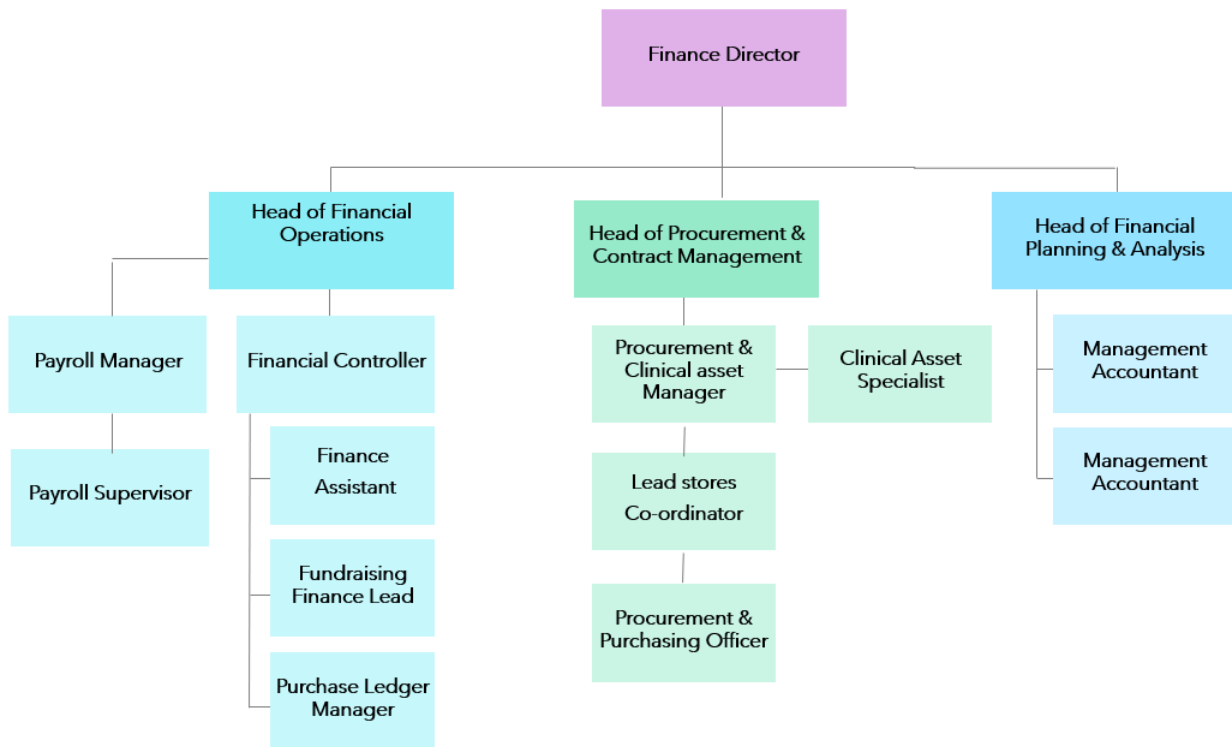 Finance Director
Head of Financial
Operations
Head of Procurement &
Contract Management
Head of Financial
Planning & Analysis
Payroll Manager
Financial Controller
Procurement &
Clinical asset
Manager
Clinical Asset
Specialist
Management
Accountant
Payroll Supervisor
Finance
Assistant
Lead stores
Co-ordinator
Management
Accountant
Fundraising
Finance Lead
Procurement &
Purchasing Officer
Purchase Ledger
Manager